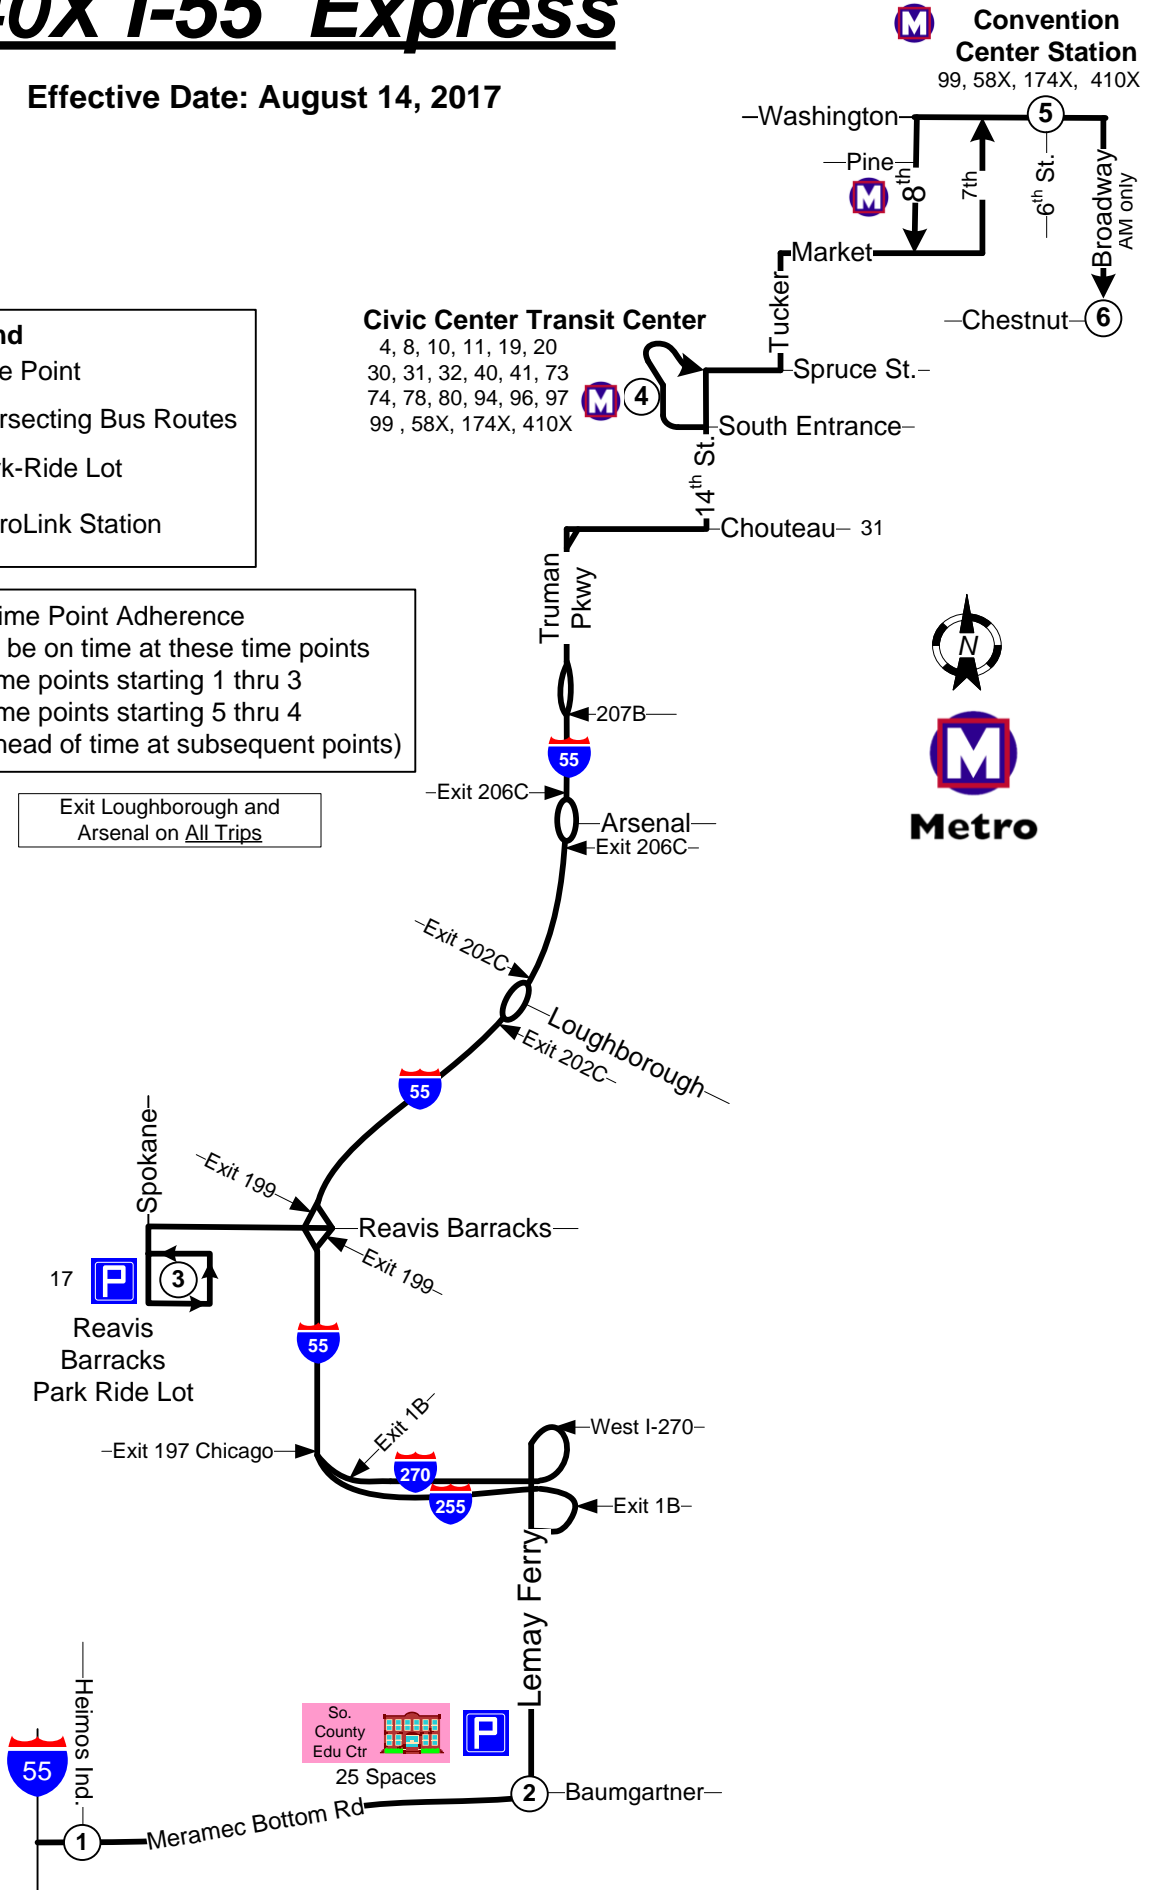 0X I-55 Express
Effective Date: August 14, 2017
M
Convention
Center Station
99, 58X, 174X, 410X
Washington
5
Pine
M
8th
7th
6th St.
Broadway
AM only
Market
Tucker
Chestnut
6
Civic Center Transit Center
4, 8, 10, 11, 19, 20
30, 31, 32, 40, 41, 73
74, 78, 80, 94, 96, 97
99 , 58X, 174X, 410X
M
4
Spruce St.
South Entrance
14th St.
Chouteau
31
Truman
Pkwy
nd
e Point
rsecting Bus Routes
k-Ride Lot
roLink Station
ime Point Adherence
be on time at these time points
me points starting 1 thru 3
me points starting 5 thru 4
head of time at subsequent points)
Exit Loughborough and
Arsenal on All Trips
N
M
Metro
207B
55
Exit 206C
Arsenal
Exit 206C
Exit 202C
Loughborough
Exit 202C
55
Spokane
Exit 199
Reavis Barracks
Exit 199
17
P
3
Reavis
Barracks
Park Ride Lot
55
Exit 197 Chicago
Exit 1B
270
255
West I-270
Exit 1B
Lemay Ferry
So.
County
Edu Ctr
P
25 Spaces
2
Baumgartner
Heimos Ind.
55
1
Meramec Bottom Rd